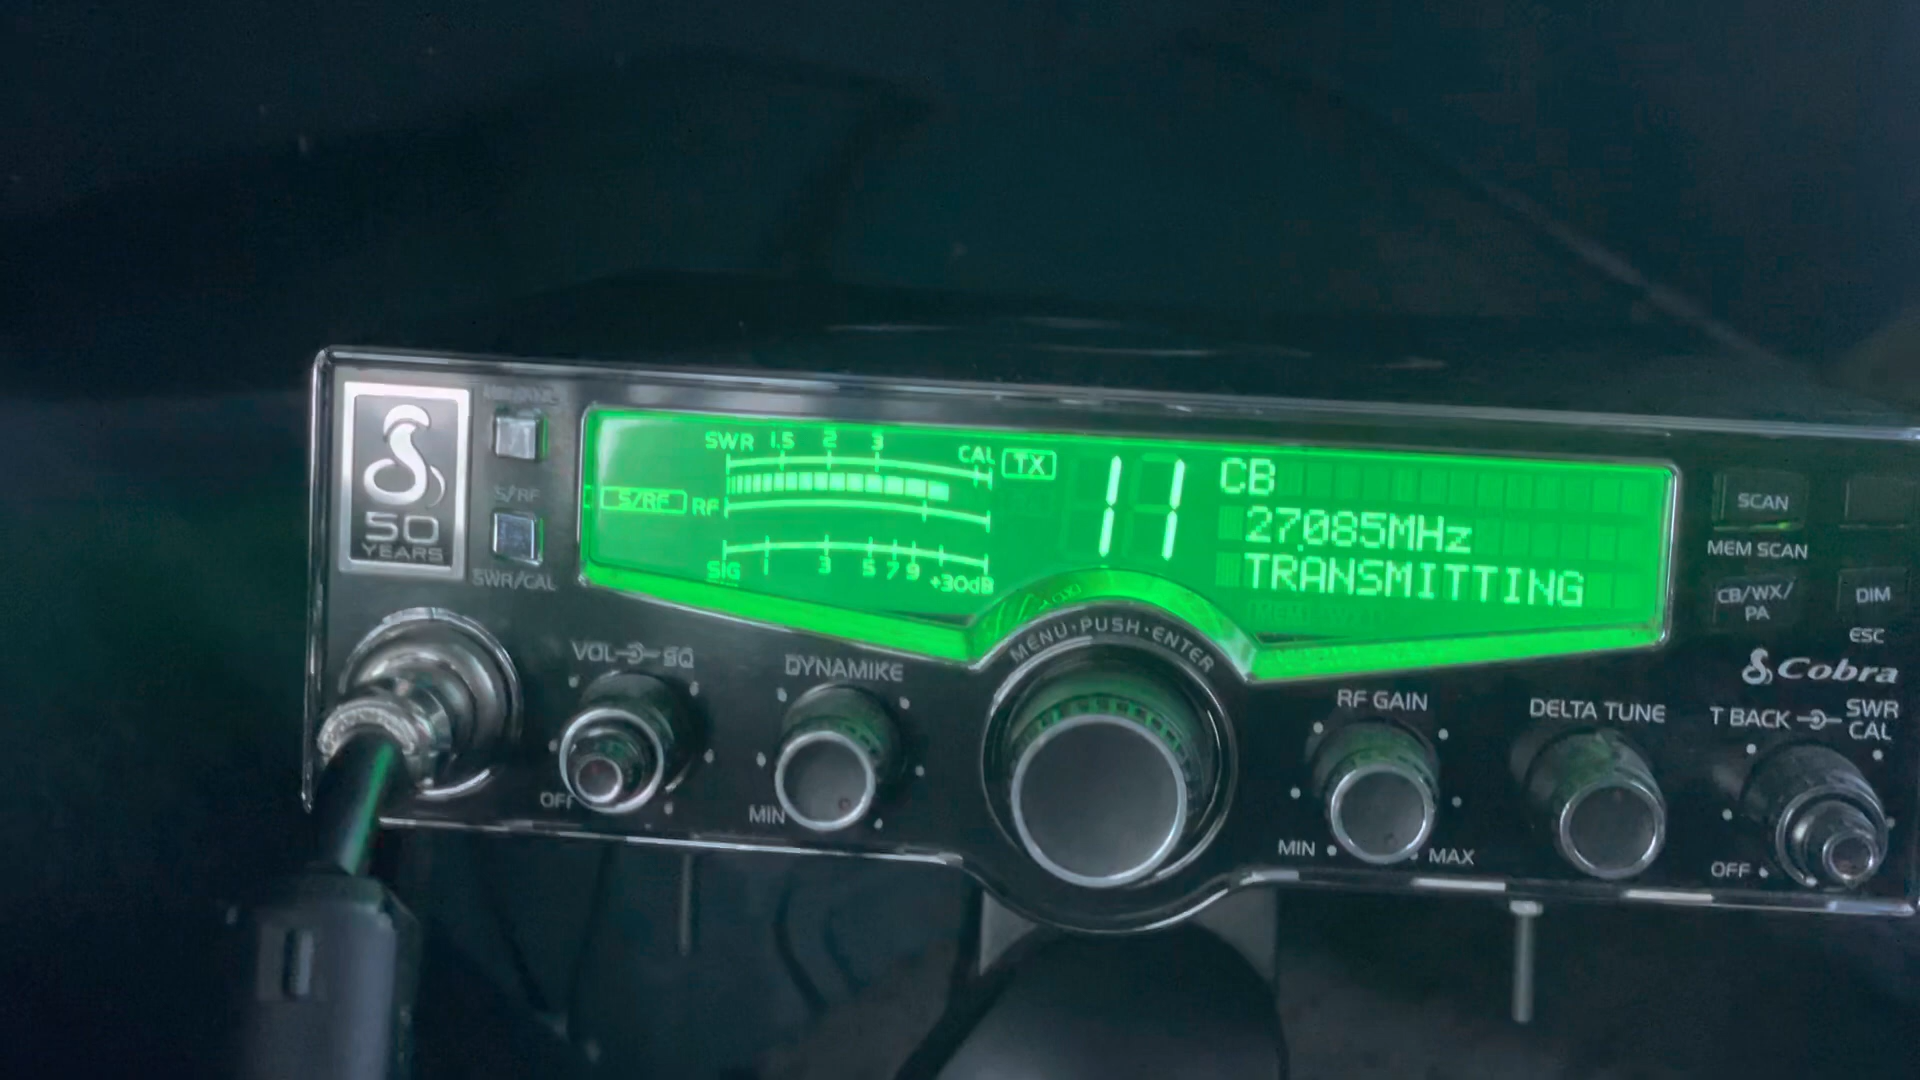 50
YEARS
S/RF
SWR/CAL
SWR 1.5 2 3 CAL
S/RF RF
SIG 1 3 5 7 9 +30dB
TX
11
CB
27.085MHz
TRANSMITTING
MENU·PUSH·ENTER
VOL SQ
OFF
DYNAMIKE
MIN
RF GAIN
MIN MAX
DELTA TUNE
SCAN
MEM SCAN
CB/WX/
PA
DIM
ESC
Cobra
T BACK SWR
CAL
OFF